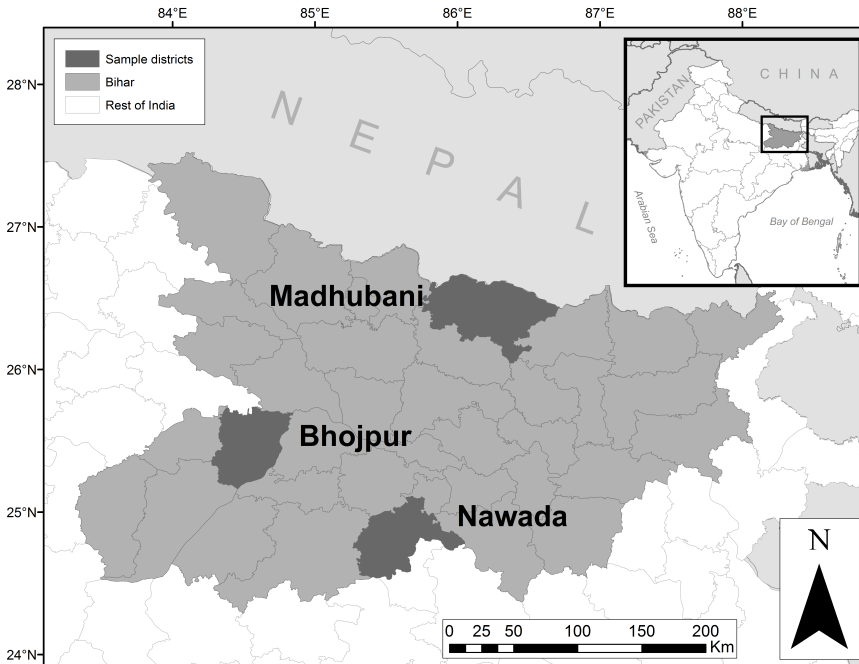 84°E 85°E 86°E 87°E 88°E
Sample districts
Bihar
Rest of India
28°N
27°N
26°N
25°N
24°N
NEPAL
CHINA
PAKISTAN
Arabian Sea
Bay of Bengal
Madhubani
Bhojpur
Nawada
N
0 25 50 100 150 200
Km